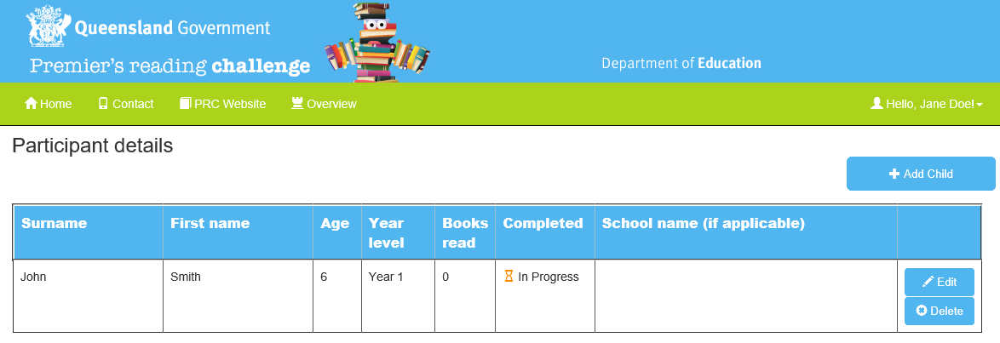 Queensland Government
Premier's reading challenge
Department of Education
Home Contact PRC Website Overview Hello, Jane Doe!
Participant details
Add Child
Surname First name Age Year level Books read Completed School name (if applicable)
John Smith 6 Year 1 0 In Progress
Edit
Delete